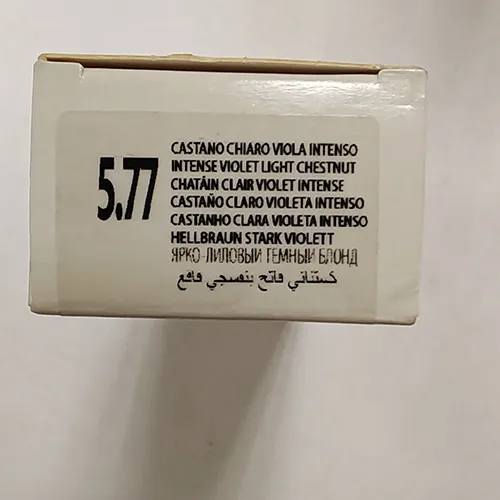 5.77
CASTANO CHIARO VIOLA INTENSO
INTENSE VIOLET LIGHT CHESTNUT
CHATÂIN CLAIR VIOLET INTENSE
CASTAÑO CLARO VIOLETA INTENSO
CASTANHO CLARA VIOLETA INTENSO
HELLBRAUN STARK VIOLETT
ЯРКО-ЛИЛОВЫЙ ТЕМНЫЙ БЛОНД
كستنائي فاتح بنفسجي فاقع